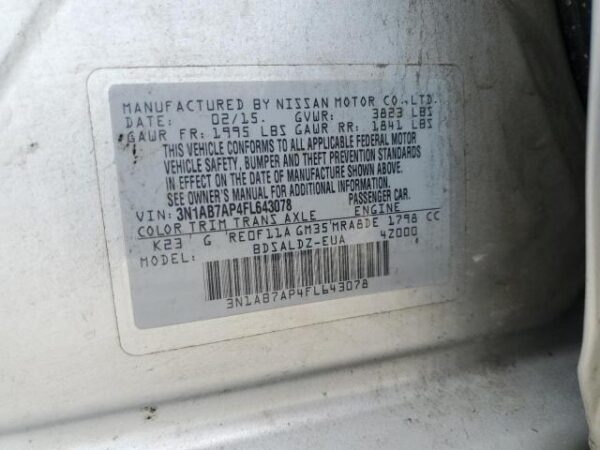 MANUFACTURED BY NISSAN MOTOR CO.,LTD.
DATE: 02/15. GVWR: 3823 LBS
GAWR FR: 1995 LBS GAWR RR: 1841 LBS
THIS VEHICLE CONFORMS TO ALL APPLICABLE FEDERAL MOTOR
VEHICLE SAFETY, BUMPER AND THEFT PREVENTION STANDARDS
IN EFFECT ON THE DATE OF MANUFACTURE SHOWN ABOVE.
SEE OWNER'S MANUAL FOR ADDITIONAL INFORMATION.
VIN: 3N1AB7AP4FL643078 PASSENGER CAR.
COLOR TRIM TRANS AXLE ENGINE
K23 G RE0F11A GM35 MRA8DE 1798 CC
MODEL: BDSALDZ-EUA 42000
3N1AB7AP4FL643078